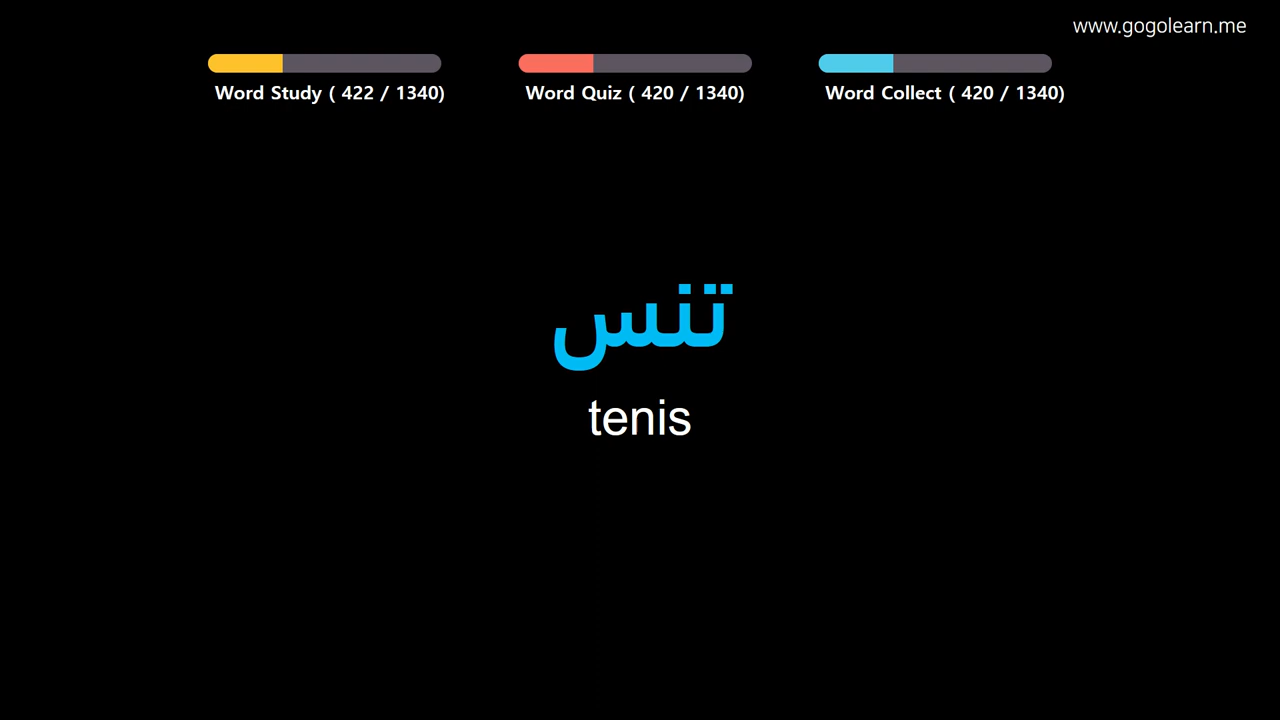 www.gogolearn.me
Word Study ( 422 / 1340)
Word Quiz ( 420 / 1340)
Word Collect ( 420 / 1340)
تنس
tenis